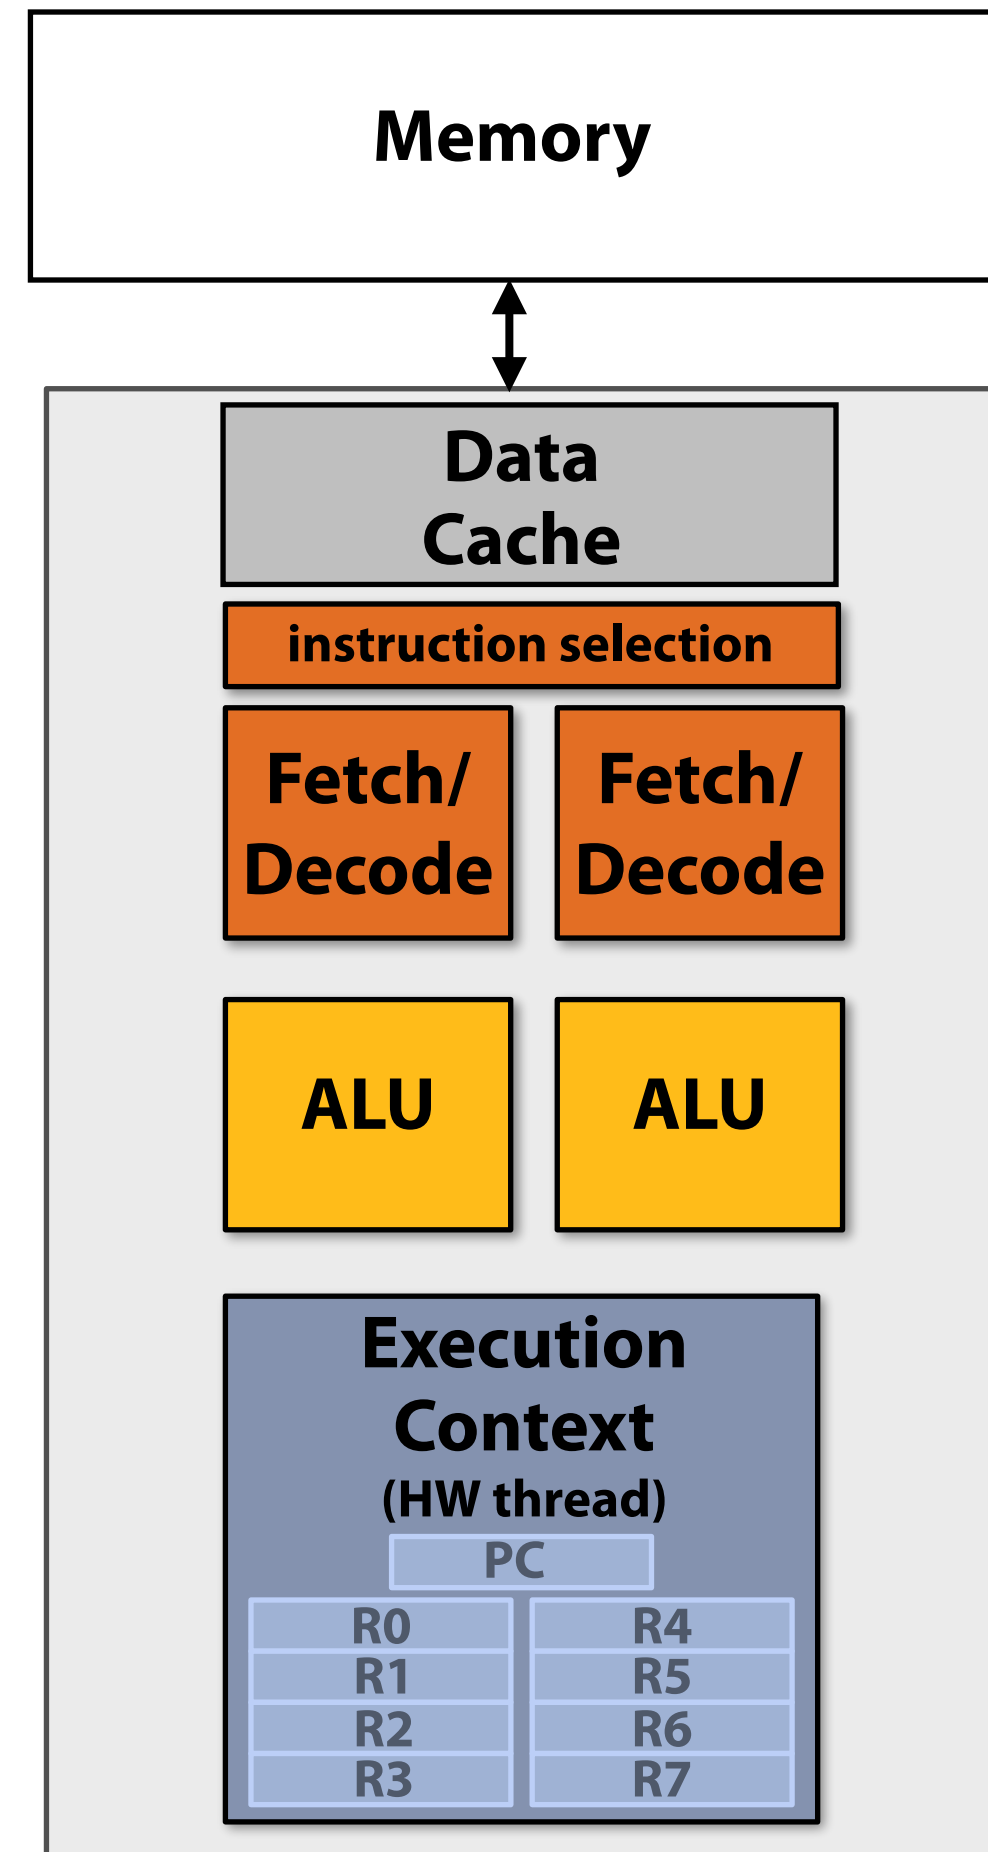 Memory
Data
Cache
instruction selection
Fetch/
Decode
Fetch/
Decode
ALU
ALU
Execution
Context
(HW thread)
PC
R0
R1
R2
R3
R4
R5
R6
R7